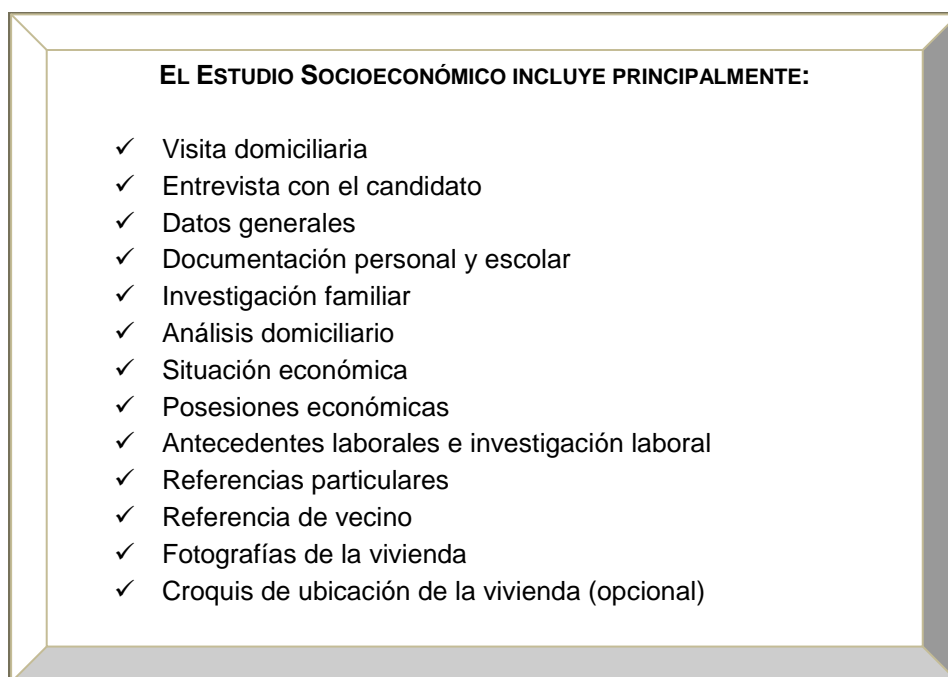 EL ESTUDIO SOCIOECONÓMICO INCLUYE PRINCIPALMENTE:
✓ Visita domiciliaria
✓ Entrevista con el candidato
✓ Datos generales
✓ Documentación personal y escolar
✓ Investigación familiar
✓ Análisis domiciliario
✓ Situación económica
✓ Posesiones económicas
✓ Antecedentes laborales e investigación laboral
✓ Referencias particulares
✓ Referencia de vecino
✓ Fotografías de la vivienda
✓ Croquis de ubicación de la vivienda (opcional)